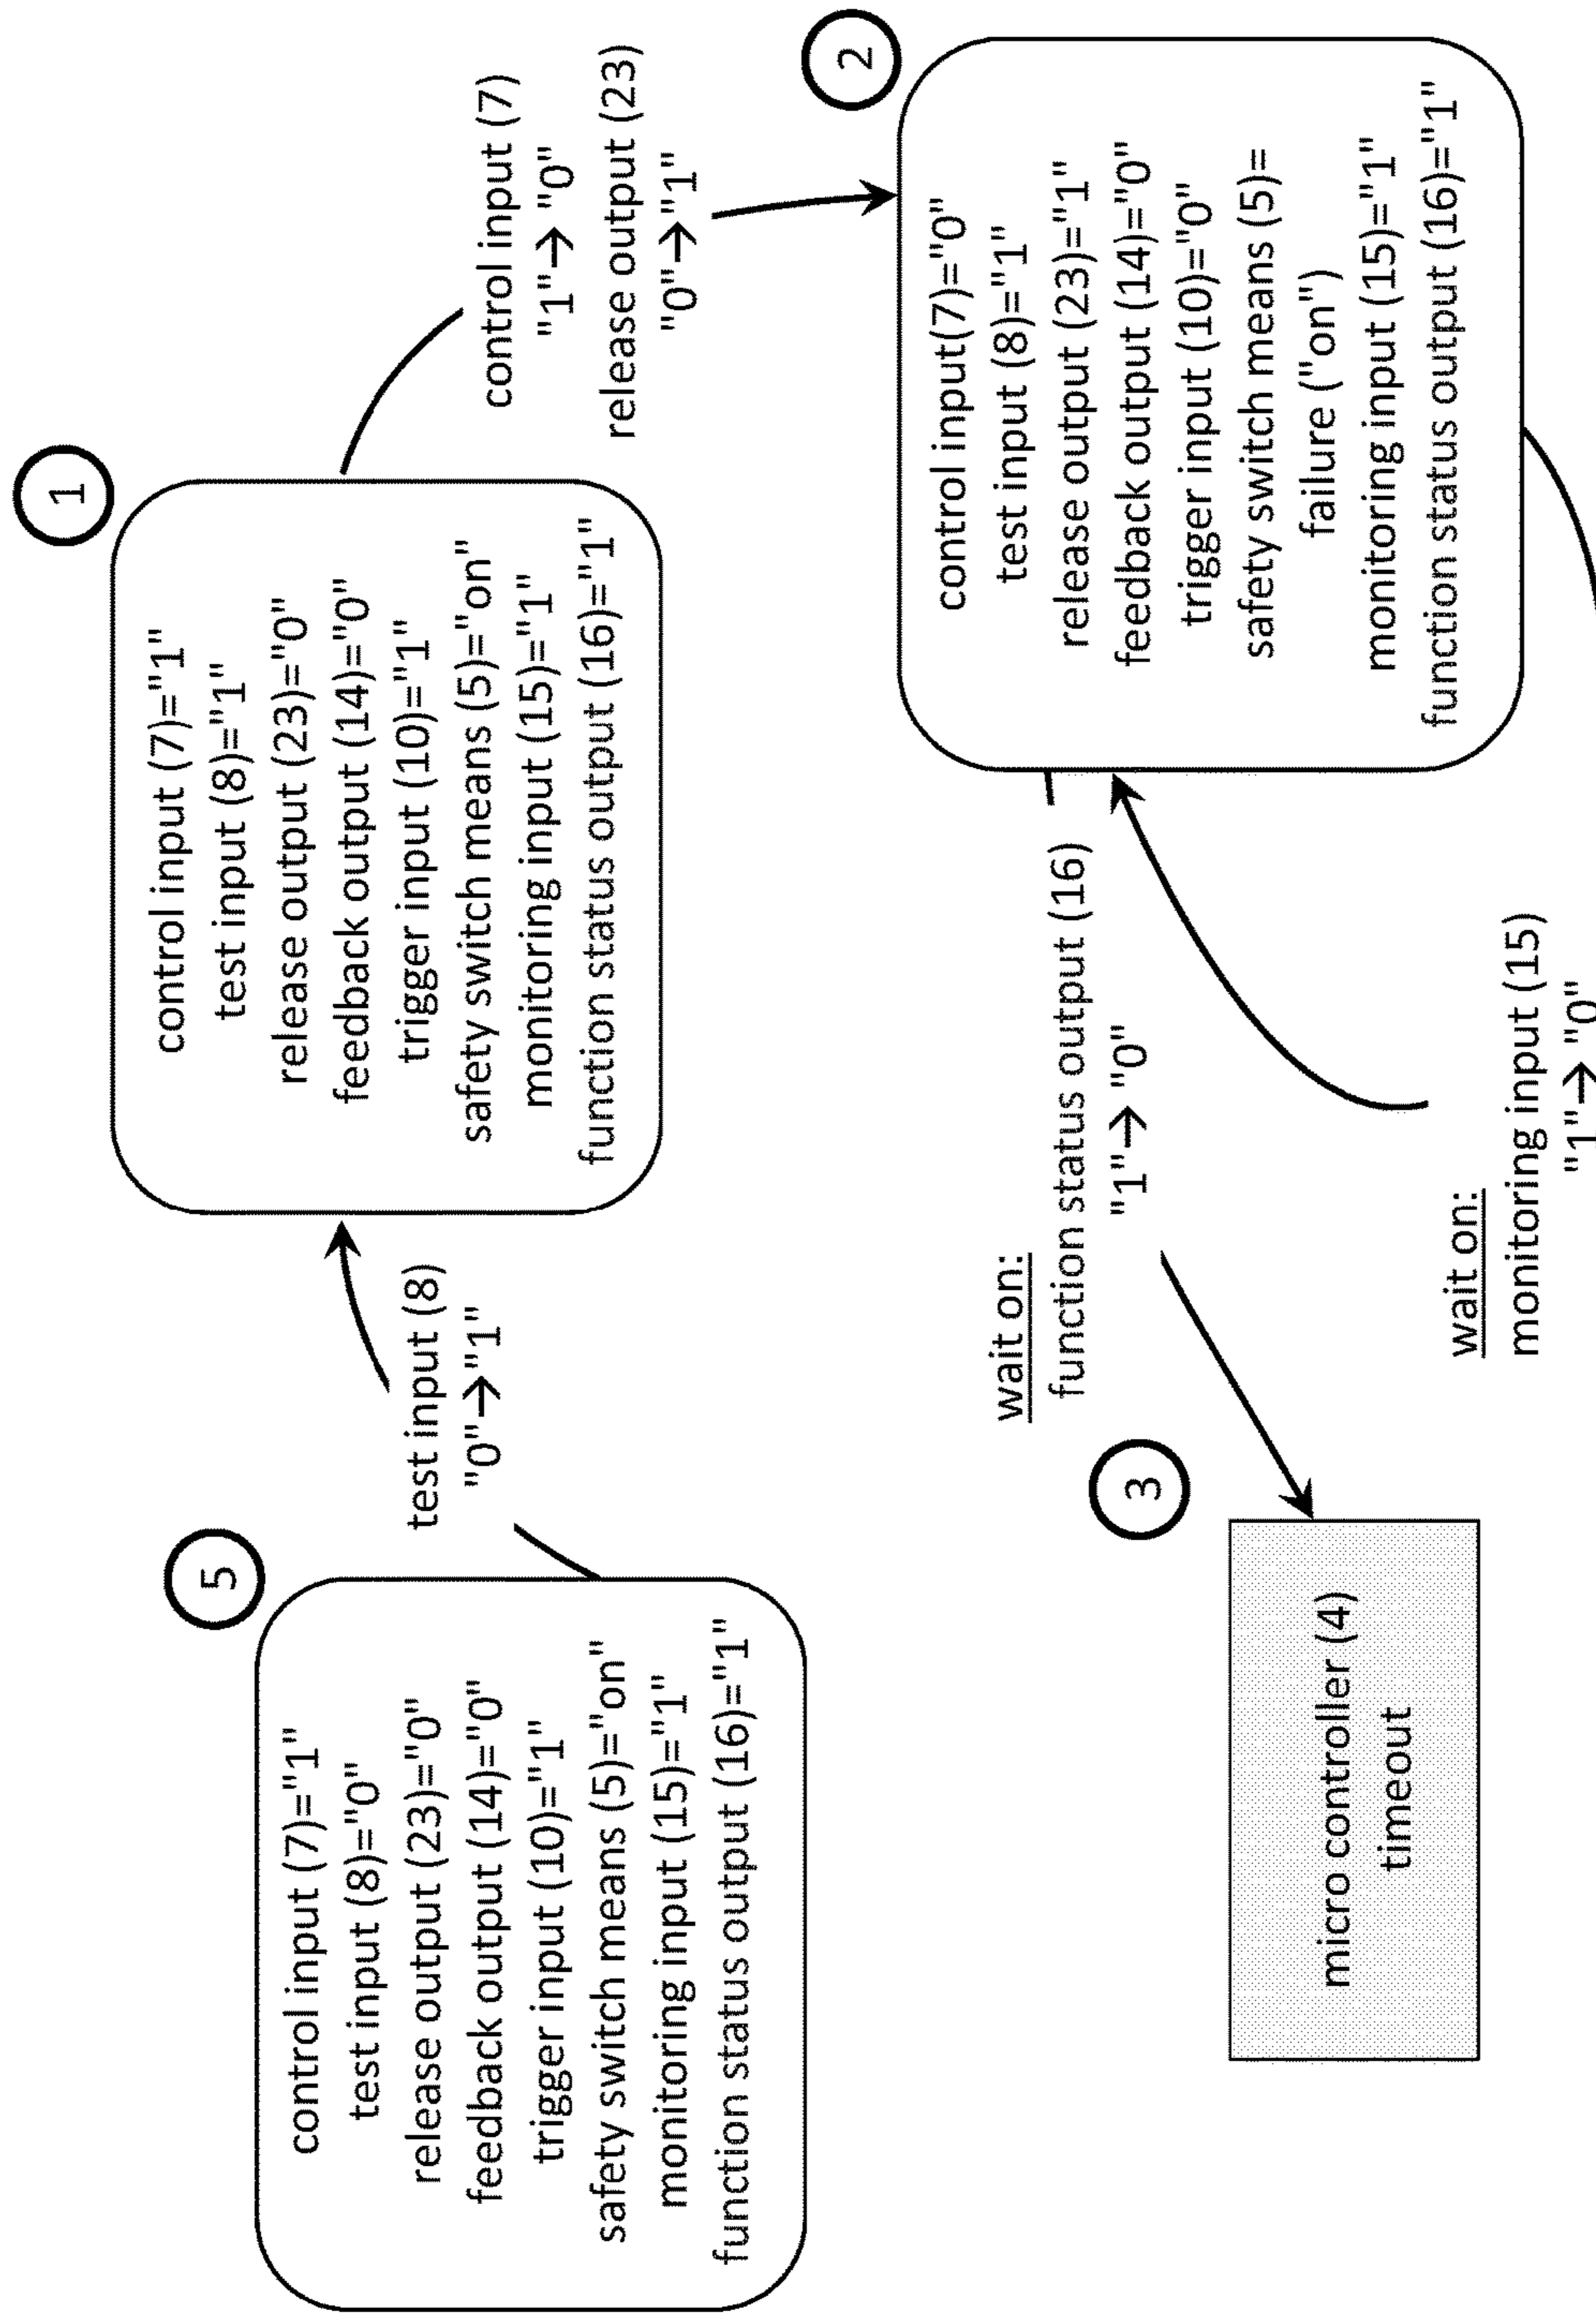 5
control input (7)="1"
test input (8)="0"
release output (23)="0"
feedback output (14)="0"
trigger input (10)="1"
safety switch means (5)="on"
monitoring input (15)="1"
function status output (16)="1"
test input (8)
"0"→"1"
1
control input (7)="1"
test input (8)="1"
release output (23)="0"
feedback output (14)="0"
trigger input (10)="1"
safety switch means (5)="on"
monitoring input (15)="1"
function status output (16)="1"
control input (7)
"1"→ "0"
release output (23)
"0"→"1"
2
control input(7)="0"
test input (8)="1"
release output (23)="1"
feedback output (14)="0"
trigger input (10)="0"
safety switch means (5)=
failure ("on")
monitoring input (15)="1"
function status output (16)="1"
wait on:
function status output (16)
"1"→ "0"
3
micro controller (4)
timeout
wait on:
monitoring input (15)
"1"→ "0"